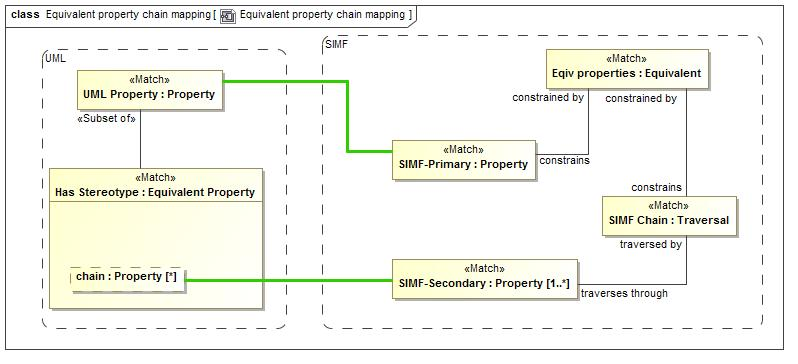 class Equivalent property chain mapping [ Equivalent property chain mapping ]
UML
SIMF
«Match»
UML Property : Property
«Subset of»
«Match»
Has Stereotype : Equivalent Property
chain : Property [*]
«Match»
Eqiv properties : Equivalent
constrained by
constrained by
«Match»
SIMF-Primary : Property
constrains
constrains
«Match»
SIMF Chain : Traversal
traversed by
«Match»
SIMF-Secondary : Property [1..*]
traverses through